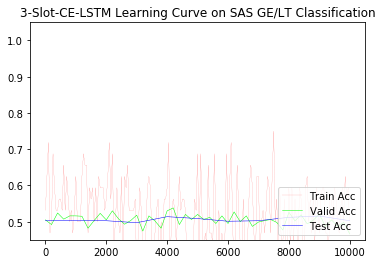 3-Slot-CE-LSTM Learning Curve on SAS GE/LT Classification
1.0
0.9
0.8
0.7
0.6
0.5
Train Acc
Valid Acc
Test Acc
0 2000 4000 6000 8000 10000